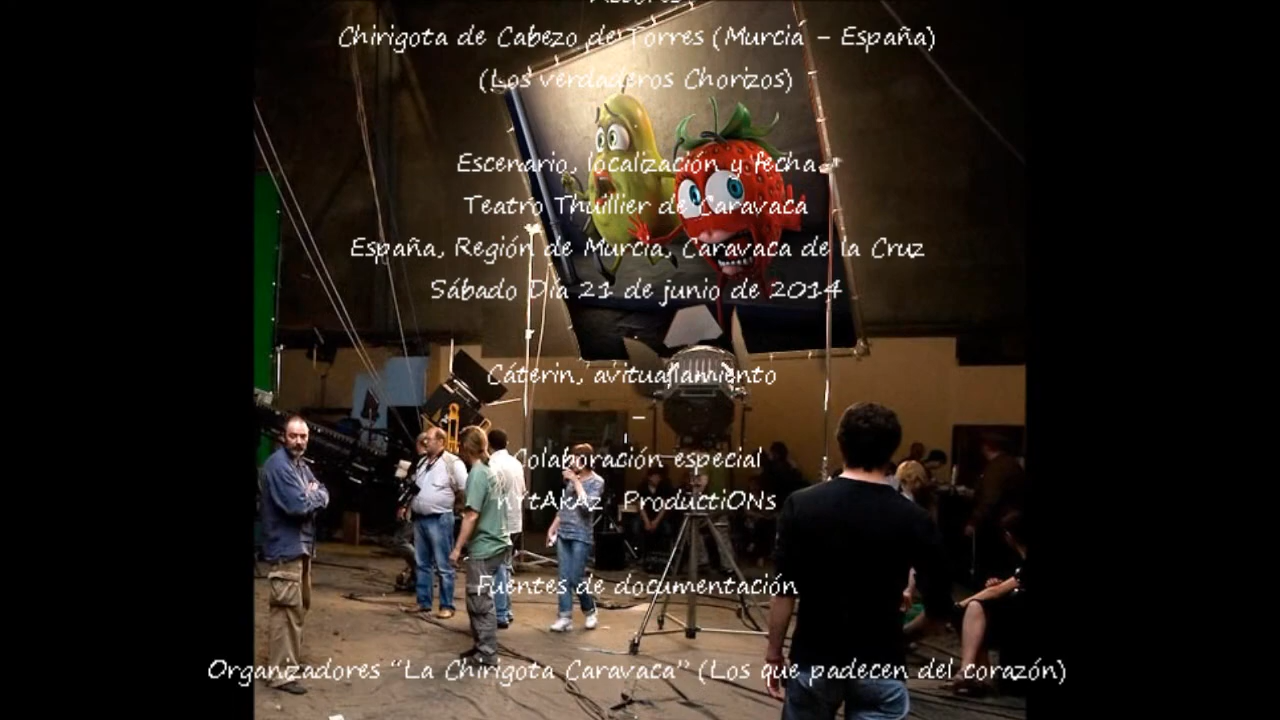 Chirigota de Cabezo de Torres (Murcia – España)
(Los verdaderos Chorizos)
Escenario, localización y fecha
Teatro Thuillier de Caravaca
España, Región de Murcia, Caravaca de la Cruz
Sábado Día 21 de junio de 2014
Cáterin, avituallamiento
–
Colaboración especial
nYtAkAz ProductiONs
Fuentes de documentación
Organizadores “La Chirigota Caravaca” (Los que padecen del corazón)